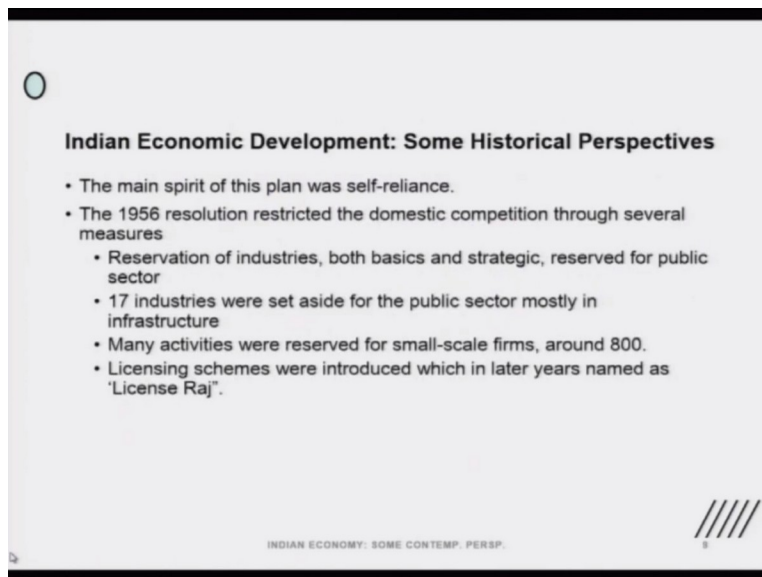 Indian Economic Development: Some Historical Perspectives
• The main spirit of this plan was self-reliance.
• The 1956 resolution restricted the domestic competition through several
measures
• Reservation of industries, both basics and strategic, reserved for public
sector
• 17 industries were set aside for the public sector mostly in
infrastructure
• Many activities were reserved for small-scale firms, around 800.
• Licensing schemes were introduced which in later years named as
‘License Raj”.
INDIAN ECONOMY: SOME CONTEMP. PERSP.